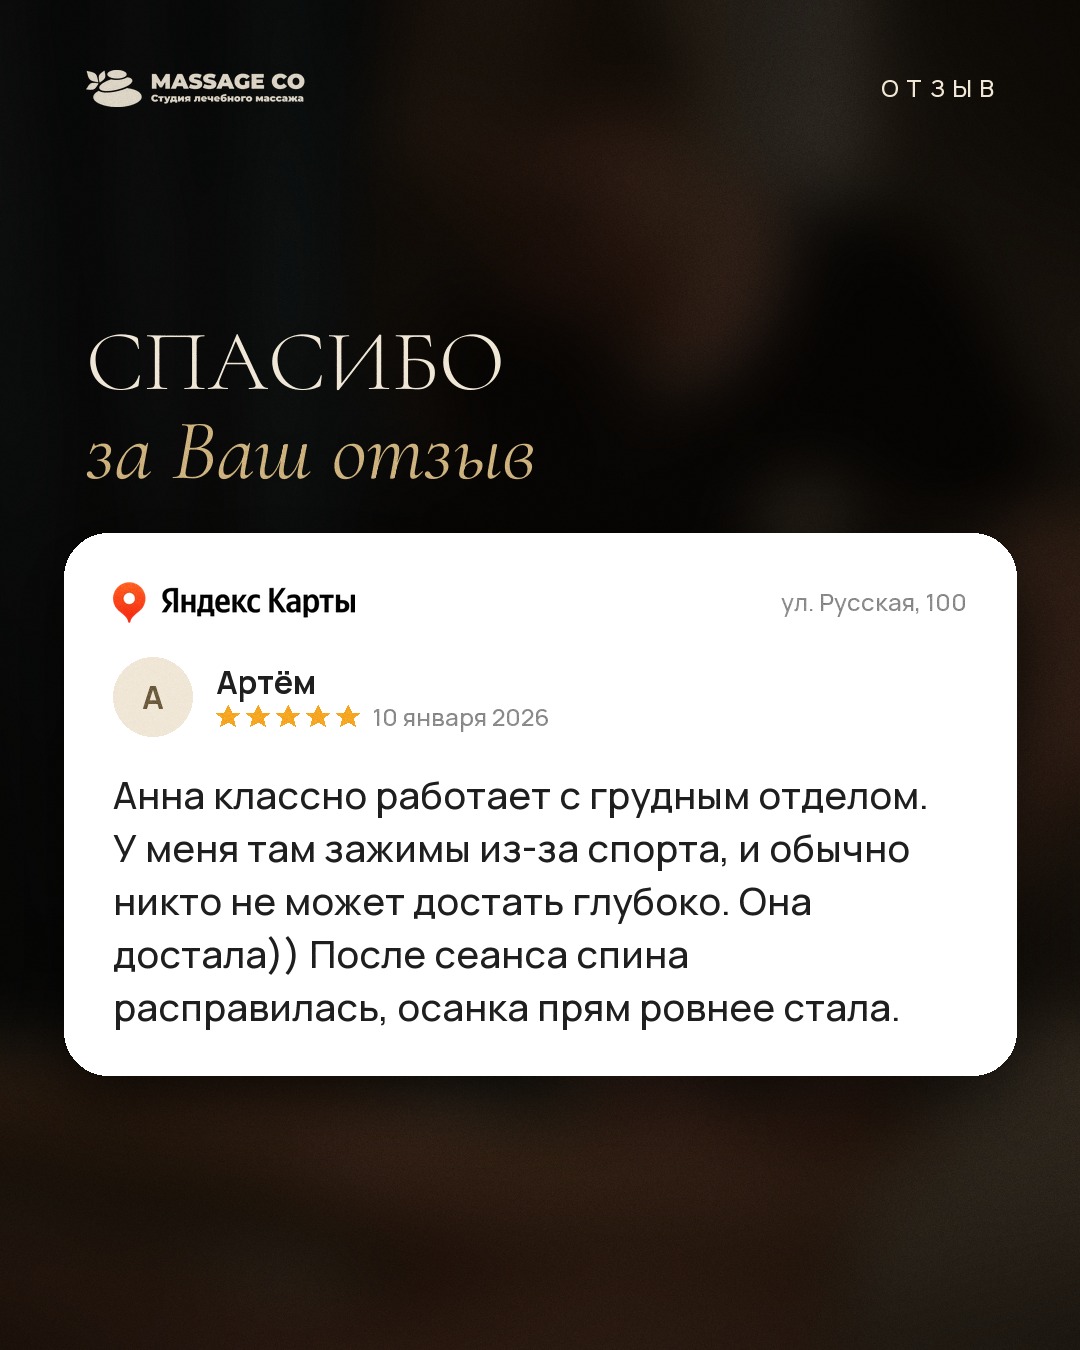 MASSAGE CO
Студия лечебного массажа
ОТЗЫВ
СПАСИБО
за Ваш отзыв
Яндекс Карты
ул. Русская, 100
А
Артём
10 января 2026
Анна классно работает с грудным отделом.
У меня там зажимы из-за спорта, и обычно
никто не может достать глубоко. Она
достала)) После сеанса спина
расправилась, осанка прям ровнее стала.